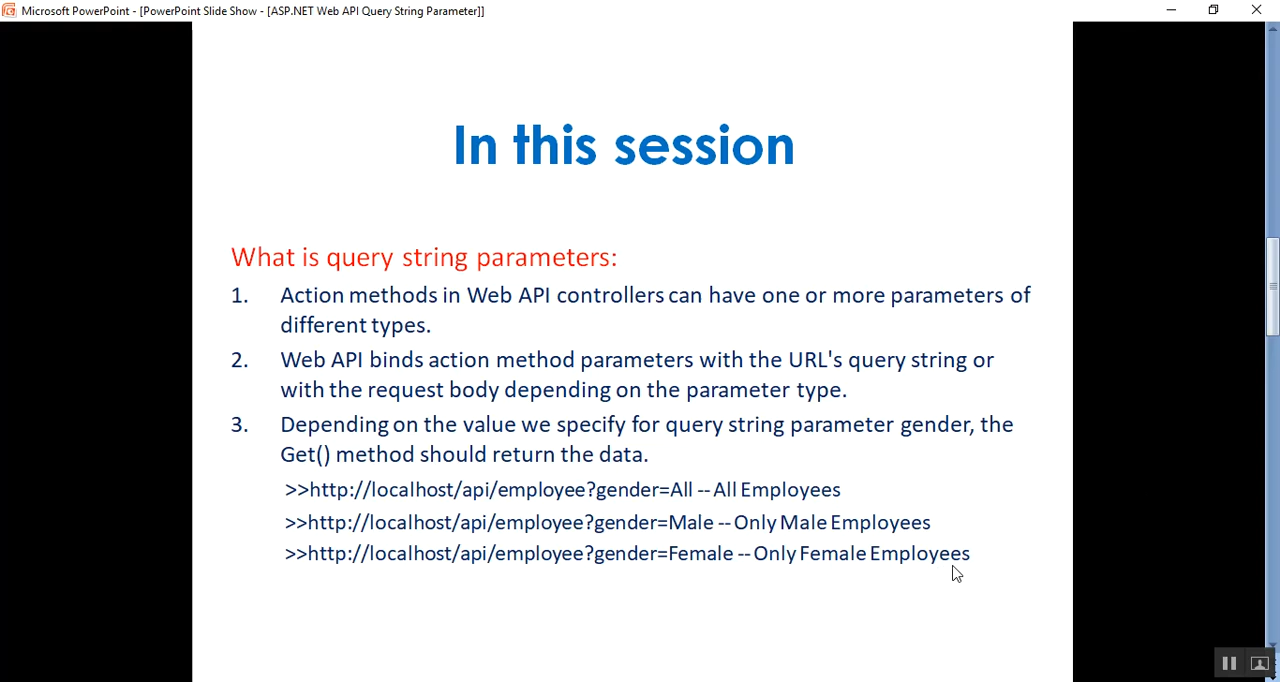 Microsoft PowerPoint - [PowerPoint Slide Show - [ASP.NET Web API Query String Parameter]]
In this session
What is query string parameters:
1. Action methods in Web API controllers can have one or more parameters of
different types.
2. Web API binds action method parameters with the URL's query string or
with the request body depending on the parameter type.
3. Depending on the value we specify for query string parameter gender, the
Get() method should return the data.
>>http://localhost/api/employee?gender=All -- All Employees
>>http://localhost/api/employee?gender=Male -- Only Male Employees
>>http://localhost/api/employee?gender=Female -- Only Female Employees